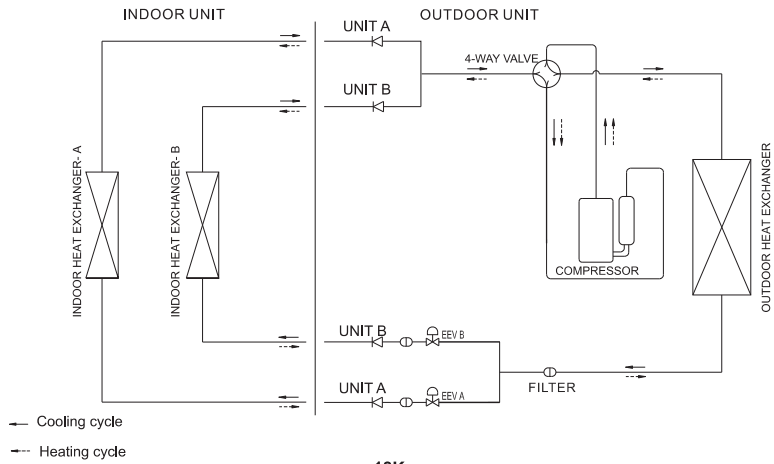 INDOOR UNIT
OUTDOOR UNIT
UNIT A
4-WAY VALVE
UNIT B
INDOOR HEAT EXCHANGER- A
INDOOR HEAT EXCHANGER- B
OUTDOOR HEAT EXCHANGER
COMPRESSOR
UNIT B
EEV B
UNIT A
EEV A
FILTER
Cooling cycle
Heating cycle